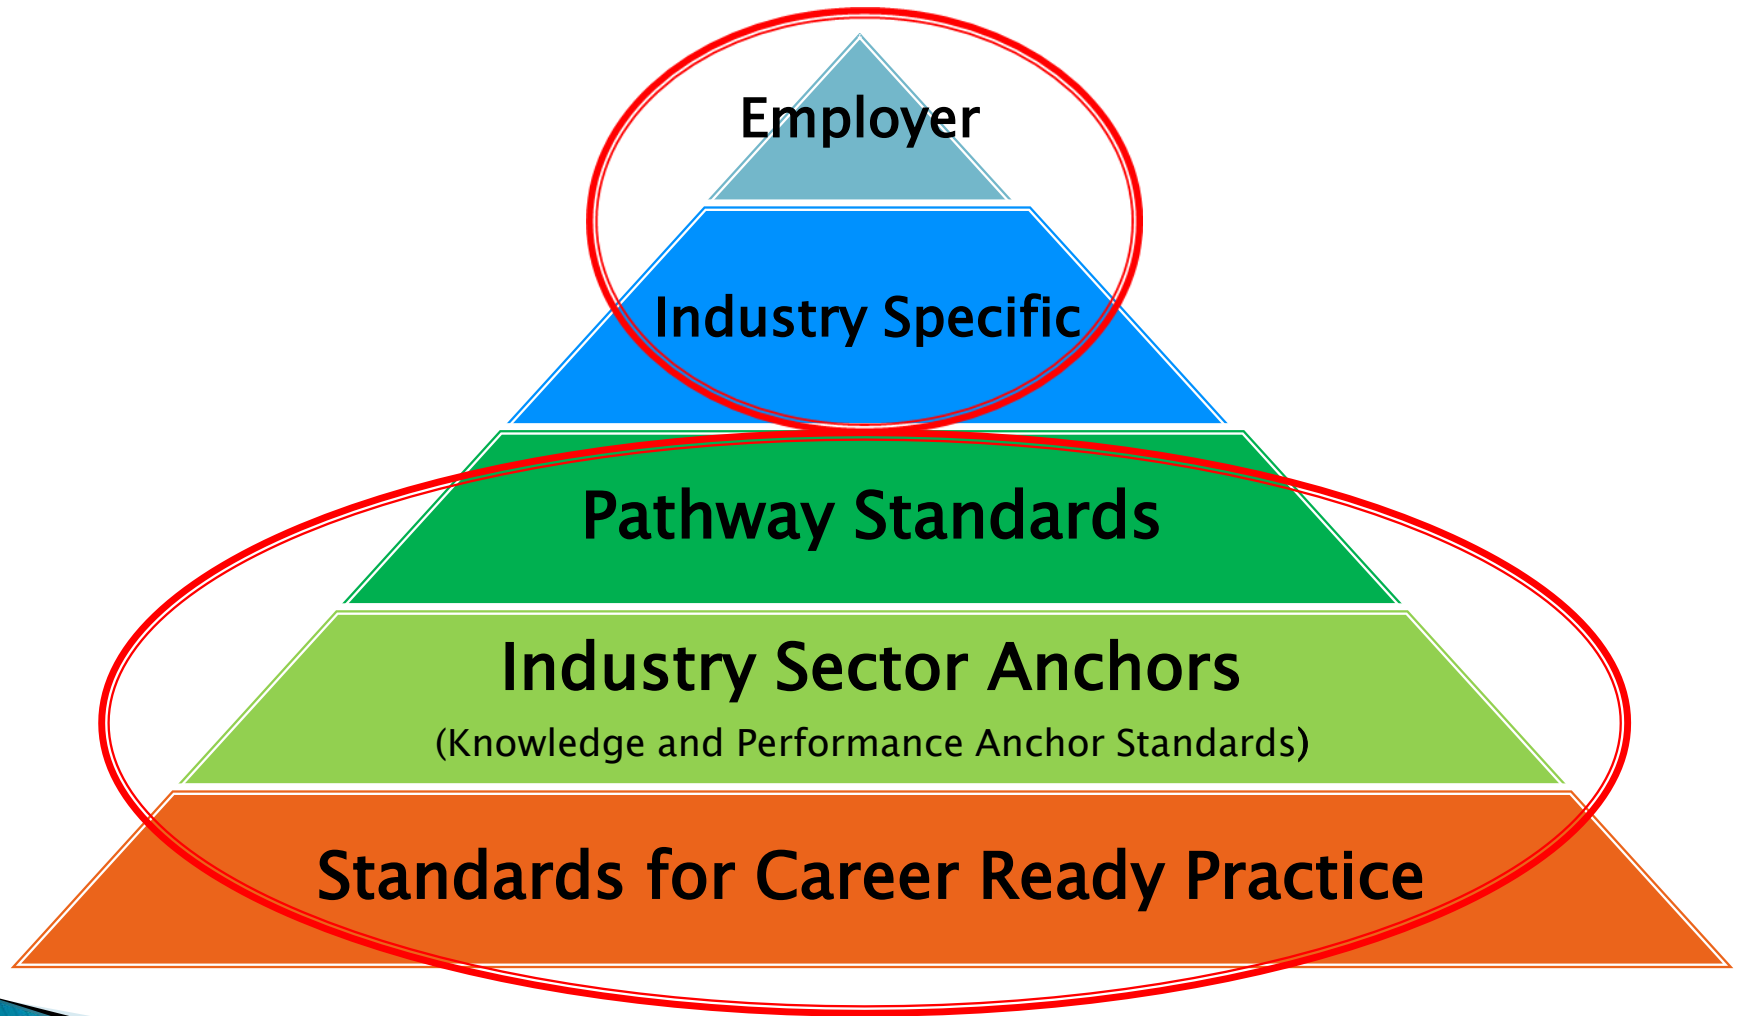 Employer
Industry Specific
Pathway Standards
Industry Sector Anchors
(Knowledge and Performance Anchor Standards)
Standards for Career Ready Practice